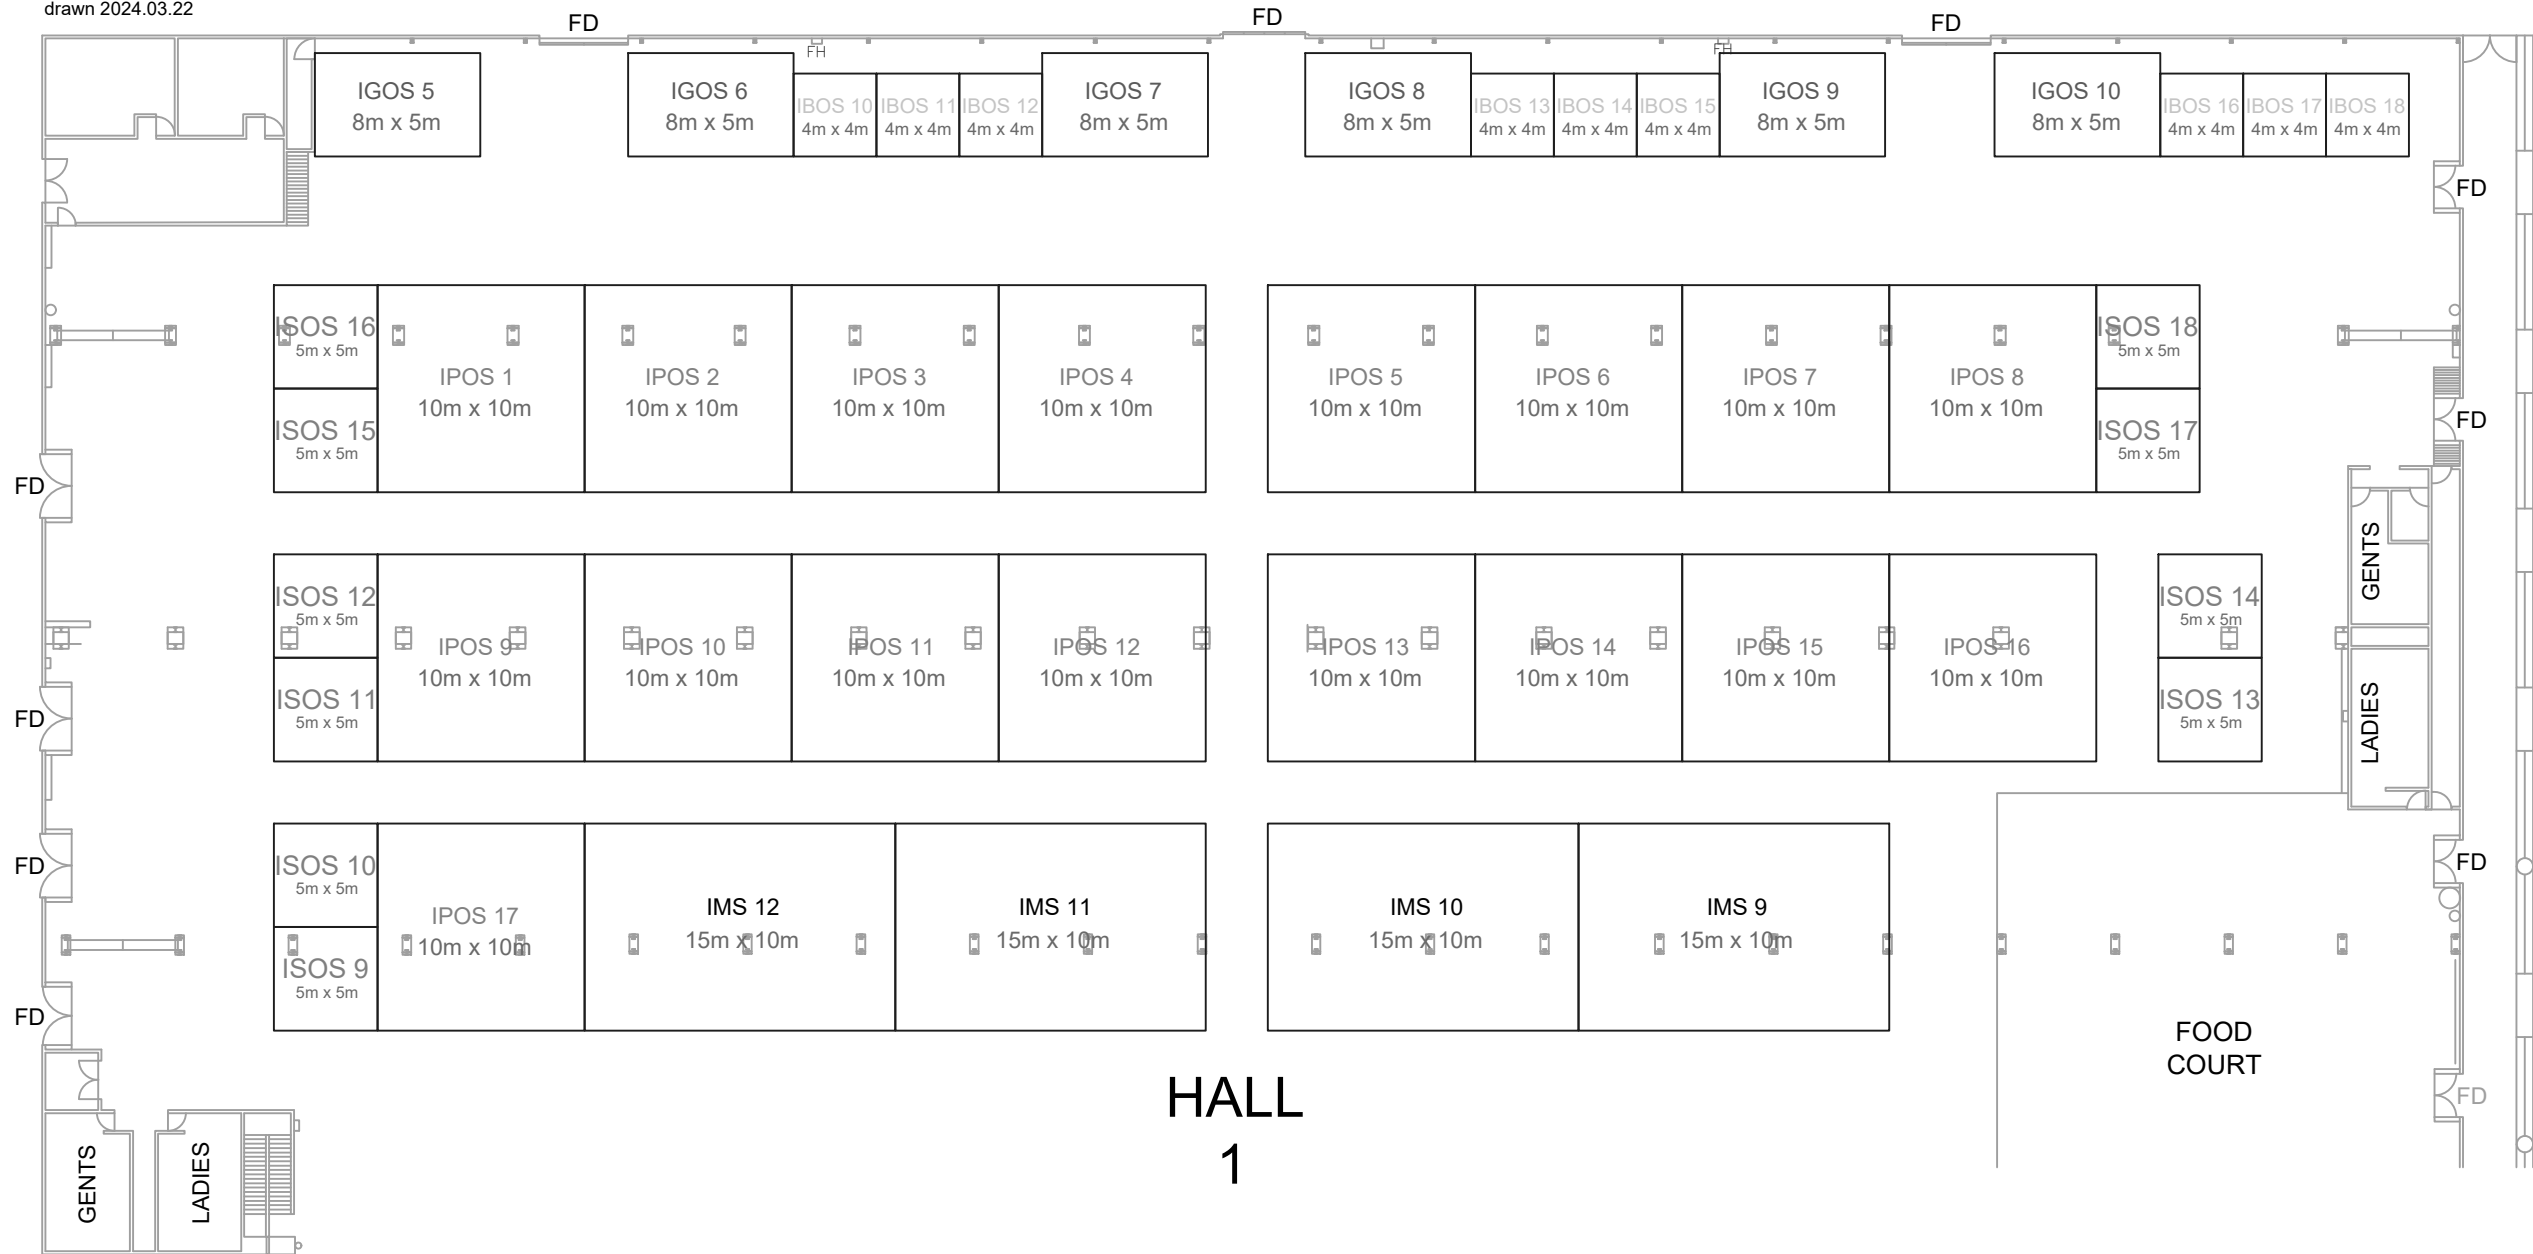 drawn 2024.03.22
FD
FD
FD
FH
FH
IGOS 5
8m x 5m
IGOS 6
8m x 5m
IBOS 10
4m x 4m
IBOS 11
4m x 4m
IBOS 12
4m x 4m
IGOS 7
8m x 5m
IGOS 8
8m x 5m
IBOS 13
4m x 4m
IBOS 14
4m x 4m
IBOS 15
4m x 4m
IGOS 9
8m x 5m
IGOS 10
8m x 5m
IBOS 16
4m x 4m
IBOS 17
4m x 4m
IBOS 18
4m x 4m
FD
ISOS 16
5m x 5m
ISOS 15
5m x 5m
IPOS 1
10m x 10m
IPOS 2
10m x 10m
IPOS 3
10m x 10m
IPOS 4
10m x 10m
IPOS 5
10m x 10m
IPOS 6
10m x 10m
IPOS 7
10m x 10m
IPOS 8
10m x 10m
ISOS 18
5m x 5m
ISOS 17
5m x 5m
FD
FD
ISOS 12
5m x 5m
ISOS 11
5m x 5m
IPOS 9
10m x 10m
IPOS 10
10m x 10m
IPOS 11
10m x 10m
IPOS 12
10m x 10m
IPOS 13
10m x 10m
IPOS 14
10m x 10m
IPOS 15
10m x 10m
IPOS 16
10m x 10m
ISOS 14
5m x 5m
ISOS 13
5m x 5m
GENTS
LADIES
FD
FD
ISOS 10
5m x 5m
ISOS 9
5m x 5m
IPOS 17
10m x 10m
IMS 12
15m x 10m
IMS 11
15m x 10m
IMS 10
15m x 10m
IMS 9
15m x 10m
FD
FD
FOOD
COURT
FD
HALL
1
GENTS
LADIES